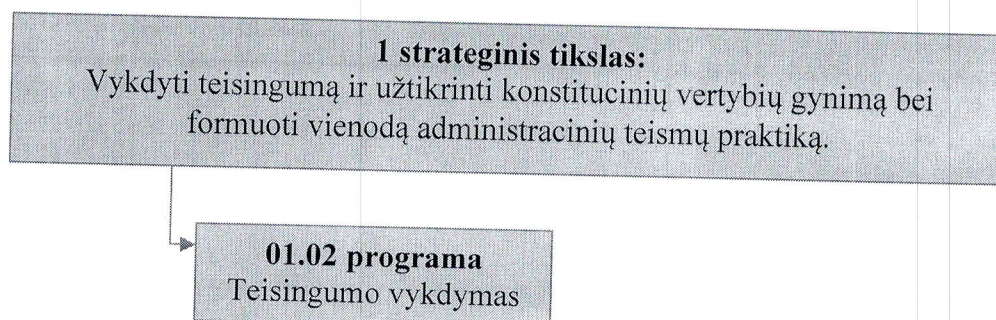 1 strateginis tikslas:
Vykdyti teisingumą ir užtikrinti konstitucinių vertybių gynimą bei
formuoti vienodą administracinių teismų praktiką.
01.02 programa
Teisingumo vykdymas